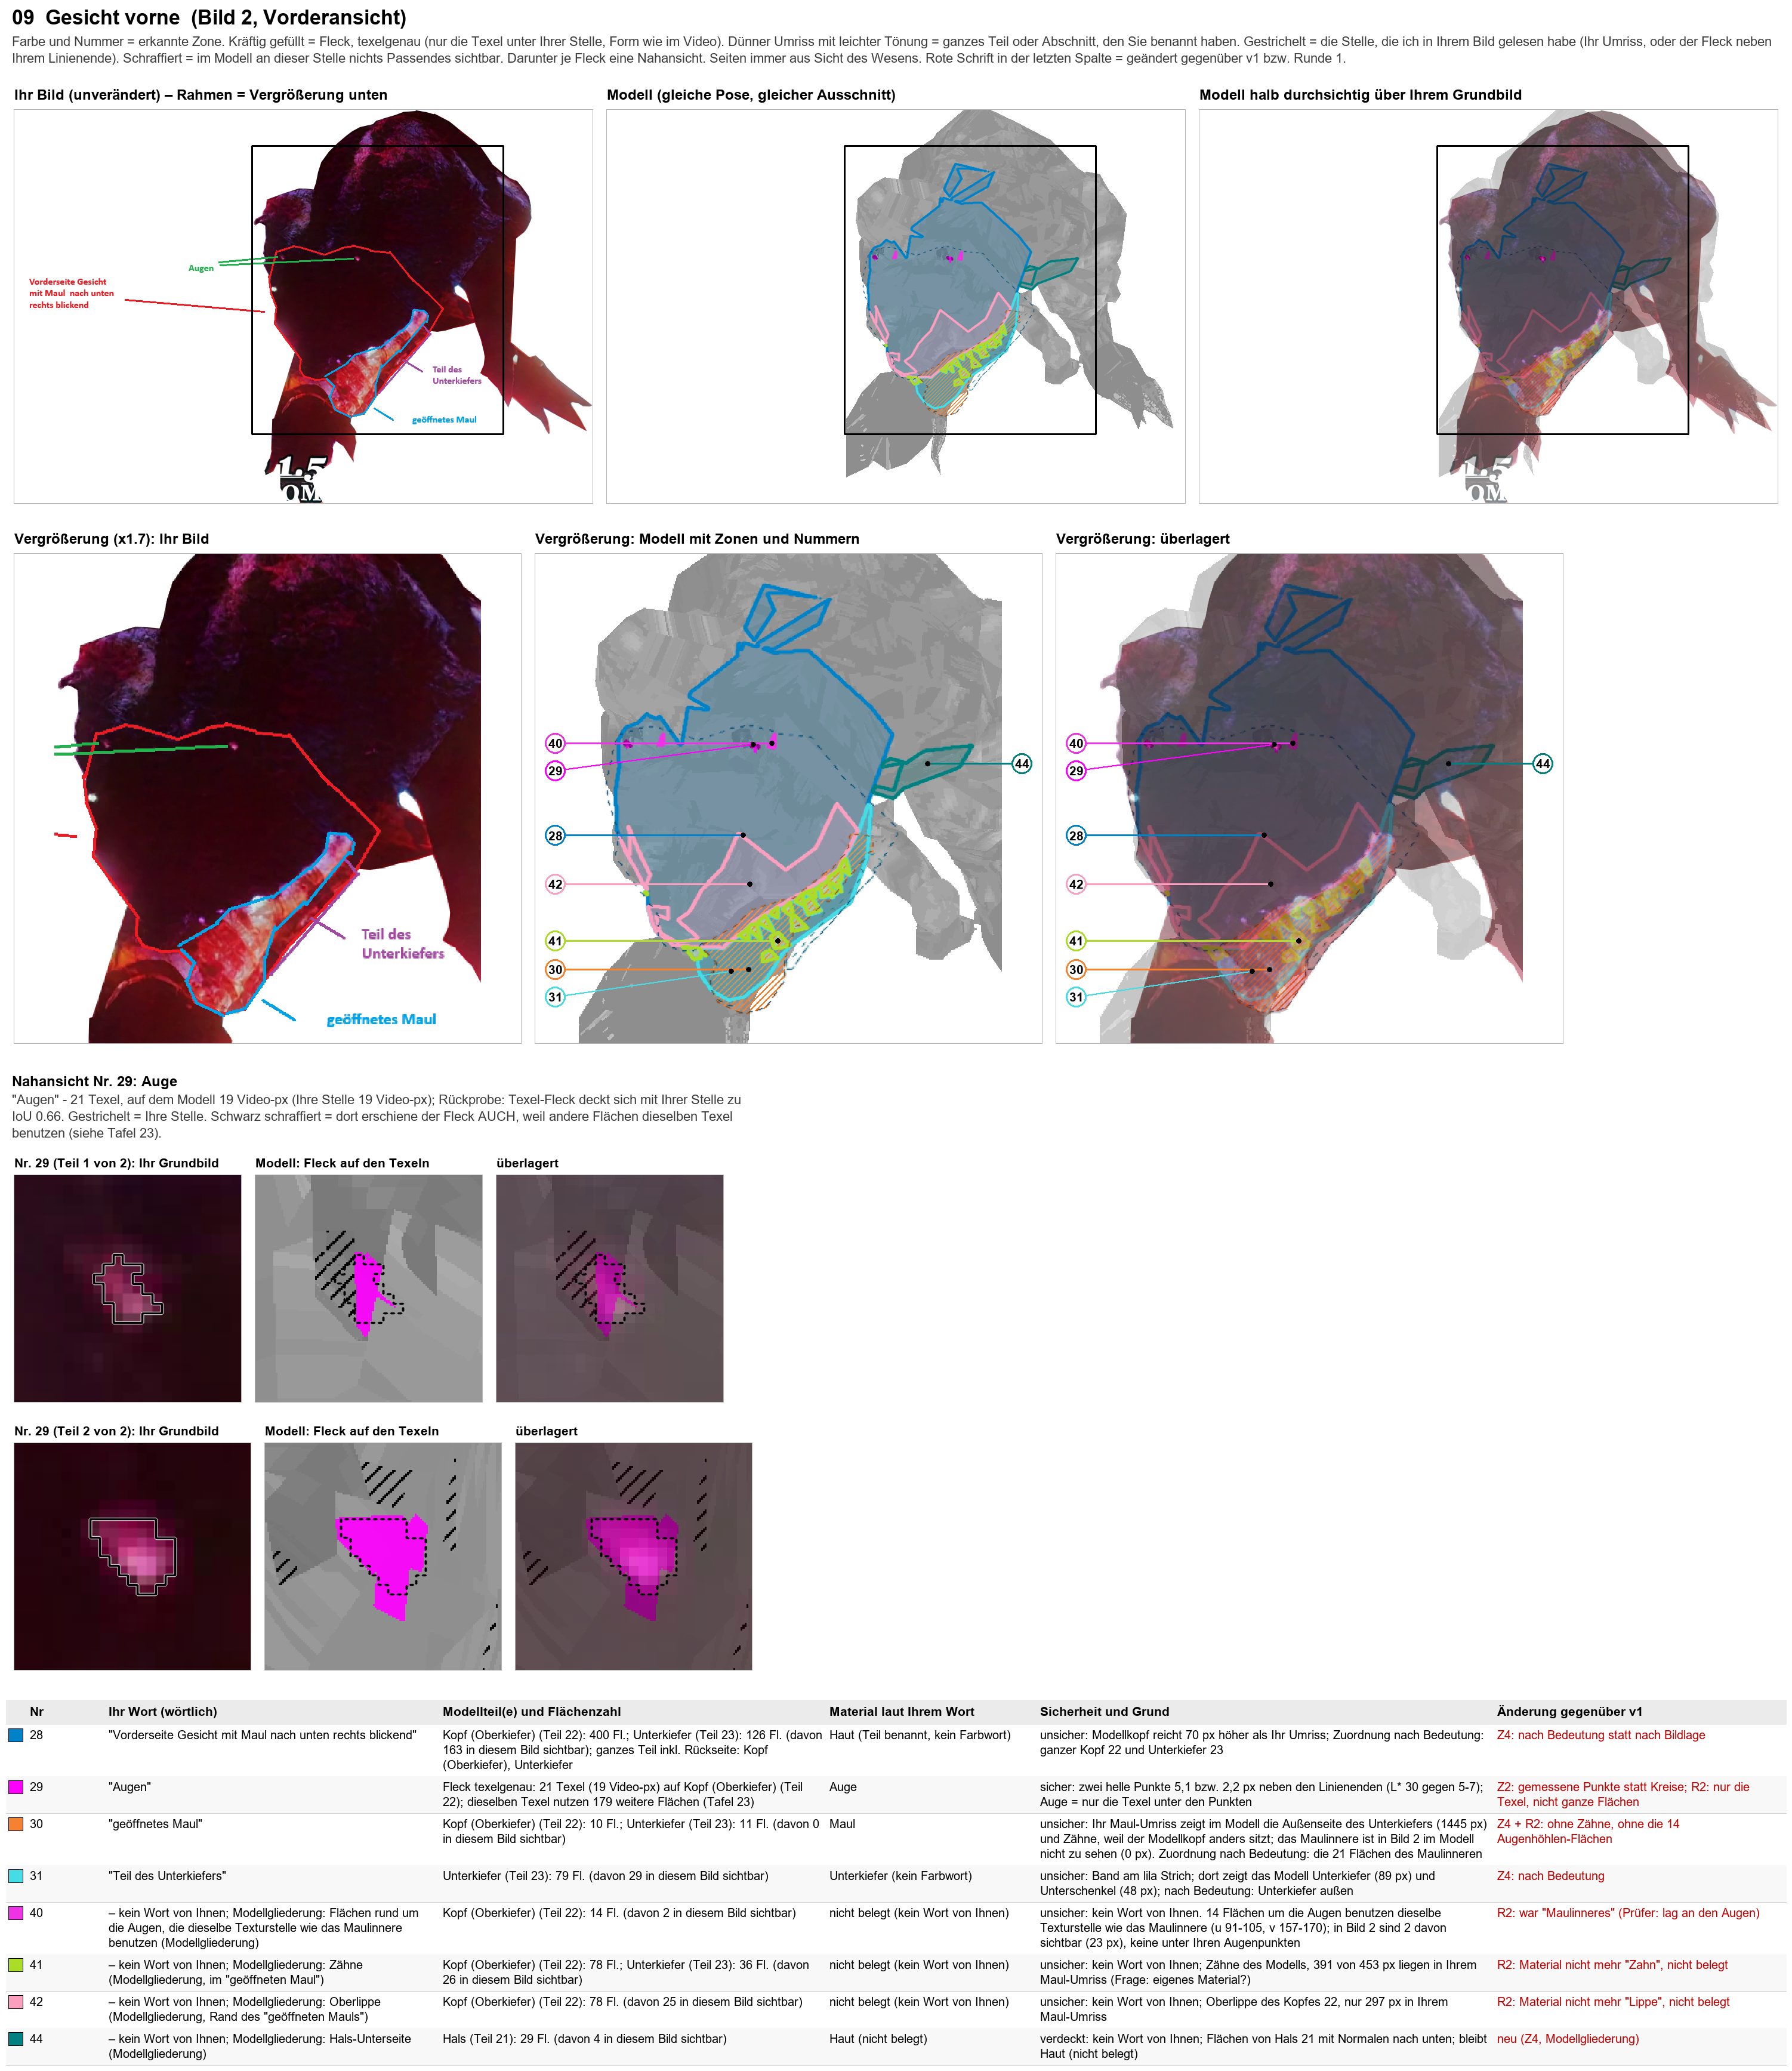 09 Gesicht vorne (Bild 2, Vorderansicht)
Farbe und Nummer = erkannte Zone. Kräftig gefüllt = Fleck, texelgenau (nur die Texel unter Ihrer Stelle, Form wie im Video). Dünner Umriss mit leichter Tönung = ganzes Teil oder Abschnitt, den Sie benannt haben. Gestrichelt = die Stelle, die ich in Ihrem Bild gelesen habe (Ihr Umriss, oder der Fleck neben
Ihrem Linienende). Schraffiert = im Modell an dieser Stelle nichts Passendes sichtbar. Darunter je Fleck eine Nahansicht. Seiten immer aus Sicht des Wesens. Rote Schrift in der letzten Spalte = geändert gegenüber v1 bzw. Runde 1.
Ihr Bild (unverändert) – Rahmen = Vergrößerung unten
Modell (gleiche Pose, gleicher Ausschnitt)
Modell halb durchsichtig über Ihrem Grundbild
Augen
Vorderseite Gesicht
mit Maul nach unten
rechts blickend
Teil des
Unterkiefers
geöffnetes Maul
1.5
OM
1.5
OM
Vergrößerung (x1.7): Ihr Bild
Vergrößerung: Modell mit Zonen und Nummern
Vergrößerung: überlagert
Teil des
Unterkiefers
geöffnetes Maul
40
29
28
42
41
30
31
44
40
29
28
42
41
30
31
44
Nahansicht Nr. 29: Auge
"Augen" - 21 Texel, auf dem Modell 19 Video-px (Ihre Stelle 19 Video-px); Rückprobe: Texel-Fleck deckt sich mit Ihrer Stelle zu
IoU 0.66. Gestrichelt = Ihre Stelle. Schwarz schraffiert = dort erschiene der Fleck AUCH, weil andere Flächen dieselben Texel
benutzen (siehe Tafel 23).
Nr. 29 (Teil 1 von 2): Ihr Grundbild
Modell: Fleck auf den Texeln
überlagert
Nr. 29 (Teil 2 von 2): Ihr Grundbild
Modell: Fleck auf den Texeln
überlagert
Nr Ihr Wort (wörtlich) Modellteil(e) und Flächenzahl Material laut Ihrem Wort Sicherheit und Grund Änderung gegenüber v1
28 "Vorderseite Gesicht mit Maul nach unten rechts blickend" Kopf (Oberkiefer) (Teil 22): 400 Fl.; Unterkiefer (Teil 23): 126 Fl. (davon Haut (Teil benannt, kein Farbwort) unsicher: Modellkopf reicht 70 px höher als Ihr Umriss; Zuordnung nach Bedeutung: Z4: nach Bedeutung statt nach Bildlage
163 in diesem Bild sichtbar); ganzes Teil inkl. Rückseite: Kopf ganzer Kopf 22 und Unterkiefer 23
(Oberkiefer), Unterkiefer
29 "Augen" Fleck texelgenau: 21 Texel (19 Video-px) auf Kopf (Oberkiefer) (Teil Auge sicher: zwei helle Punkte 5,1 bzw. 2,2 px neben den Linienenden (L* 30 gegen 5-7); Z2: gemessene Punkte statt Kreise; R2: nur die
22); dieselben Texel nutzen 179 weitere Flächen (Tafel 23) Auge = nur die Texel unter den Punkten Texel, nicht ganze Flächen
30 "geöffnetes Maul" Kopf (Oberkiefer) (Teil 22): 10 Fl.; Unterkiefer (Teil 23): 11 Fl. (davon 0 Maul unsicher: Ihr Maul-Umriss zeigt im Modell die Außenseite des Unterkiefers (1445 px) Z4 + R2: ohne Zähne, ohne die 14
in diesem Bild sichtbar) und Zähne, weil der Modellkopf anders sitzt; das Maulinnere ist in Bild 2 im Modell Augenhöhlen-Flächen
nicht zu sehen (0 px). Zuordnung nach Bedeutung: die 21 Flächen des Maulinneren
31 "Teil des Unterkiefers" Unterkiefer (Teil 23): 79 Fl. (davon 29 in diesem Bild sichtbar) Unterkiefer (kein Farbwort) unsicher: Band am lila Strich; dort zeigt das Modell Unterkiefer (89 px) und Z4: nach Bedeutung
Unterschenkel (48 px); nach Bedeutung: Unterkiefer außen
40 – kein Wort von Ihnen; Modellgliederung: Flächen rund um Kopf (Oberkiefer) (Teil 22): 14 Fl. (davon 2 in diesem Bild sichtbar) nicht belegt (kein Wort von Ihnen) unsicher: kein Wort von Ihnen. 14 Flächen um die Augen benutzen dieselbe R2: war "Maulinneres" (Prüfer: lag an den Augen)
die Augen, die dieselbe Texturstelle wie das Maulinnere Texturstelle wie das Maulinnere (u 91-105, v 157-170); in Bild 2 sind 2 davon
benutzen (Modellgliederung) sichtbar (23 px), keine unter Ihren Augenpunkten
41 – kein Wort von Ihnen; Modellgliederung: Zähne Kopf (Oberkiefer) (Teil 22): 78 Fl.; Unterkiefer (Teil 23): 36 Fl. (davon nicht belegt (kein Wort von Ihnen) unsicher: kein Wort von Ihnen; Zähne des Modells, 391 von 453 px liegen in Ihrem R2: Material nicht mehr "Zahn", nicht belegt
(Modellgliederung, im "geöffneten Maul") 26 in diesem Bild sichtbar) Maul-Umriss (Frage: eigenes Material?)
42 – kein Wort von Ihnen; Modellgliederung: Oberlippe Kopf (Oberkiefer) (Teil 22): 78 Fl. (davon 25 in diesem Bild sichtbar) nicht belegt (kein Wort von Ihnen) unsicher: kein Wort von Ihnen; Oberlippe des Kopfes 22, nur 297 px in Ihrem R2: Material nicht mehr "Lippe", nicht belegt
(Modellgliederung, Rand des "geöffneten Mauls") Maul-Umriss
44 – kein Wort von Ihnen; Modellgliederung: Hals-Unterseite Hals (Teil 21): 29 Fl. (davon 4 in diesem Bild sichtbar) Haut (nicht belegt) verdeckt: kein Wort von Ihnen; Flächen von Hals 21 mit Normalen nach unten; bleibt neu (Z4, Modellgliederung)
(Modellgliederung) Haut (nicht belegt)